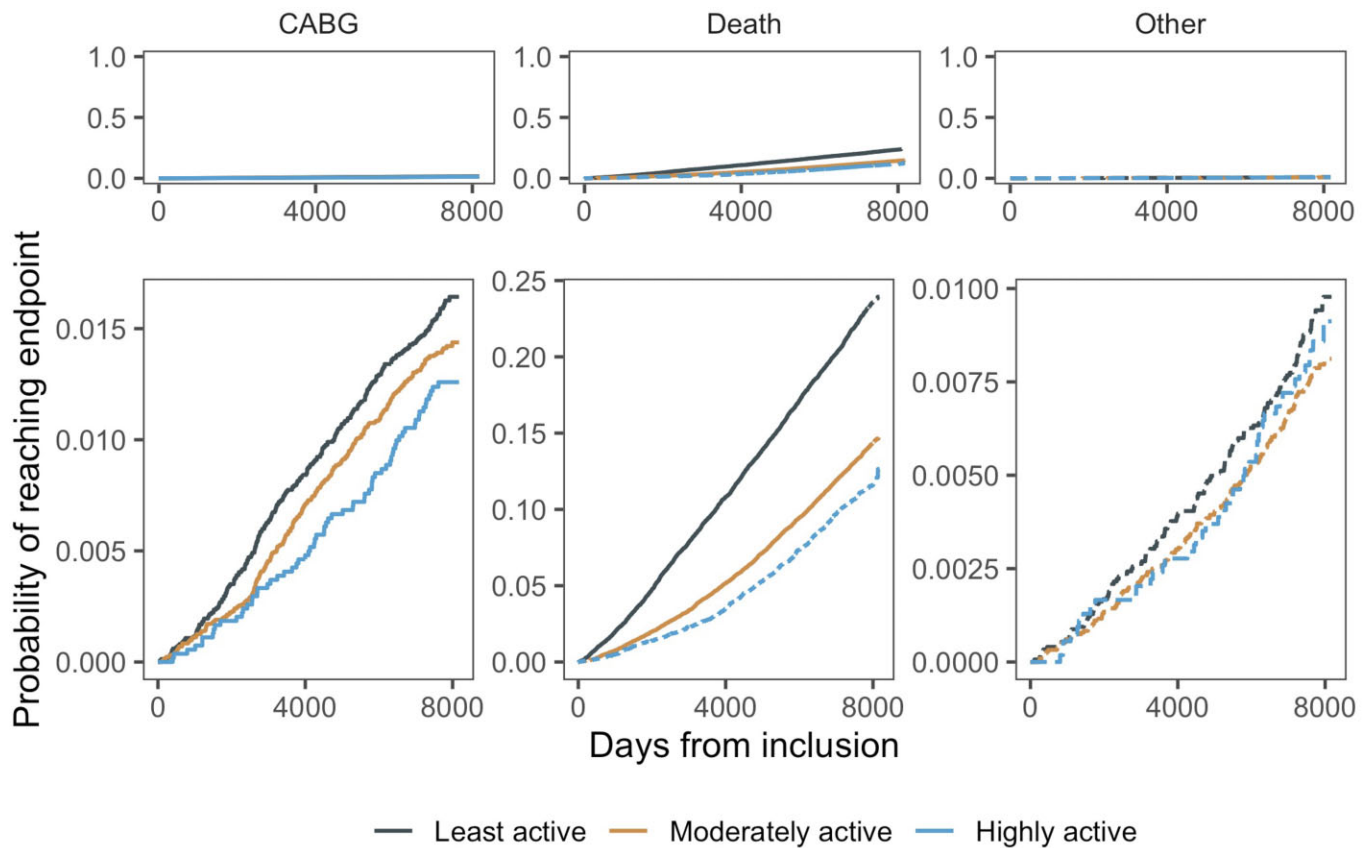 CABG Death Other
1.0 1.0 1.0
0.5 0.5 0.5
0.0 0.0 0.0
0 4000 8000 0 4000 8000 0 4000 8000
Probability of reaching endpoint
0.015
0.010
0.005
0.000
0 4000 8000
0.25
0.20
0.15
0.10
0.05
0.00
0 4000 8000
0.0100
0.0075
0.0050
0.0025
0.0000
0 4000 8000
Days from inclusion
Least active Moderately active Highly active